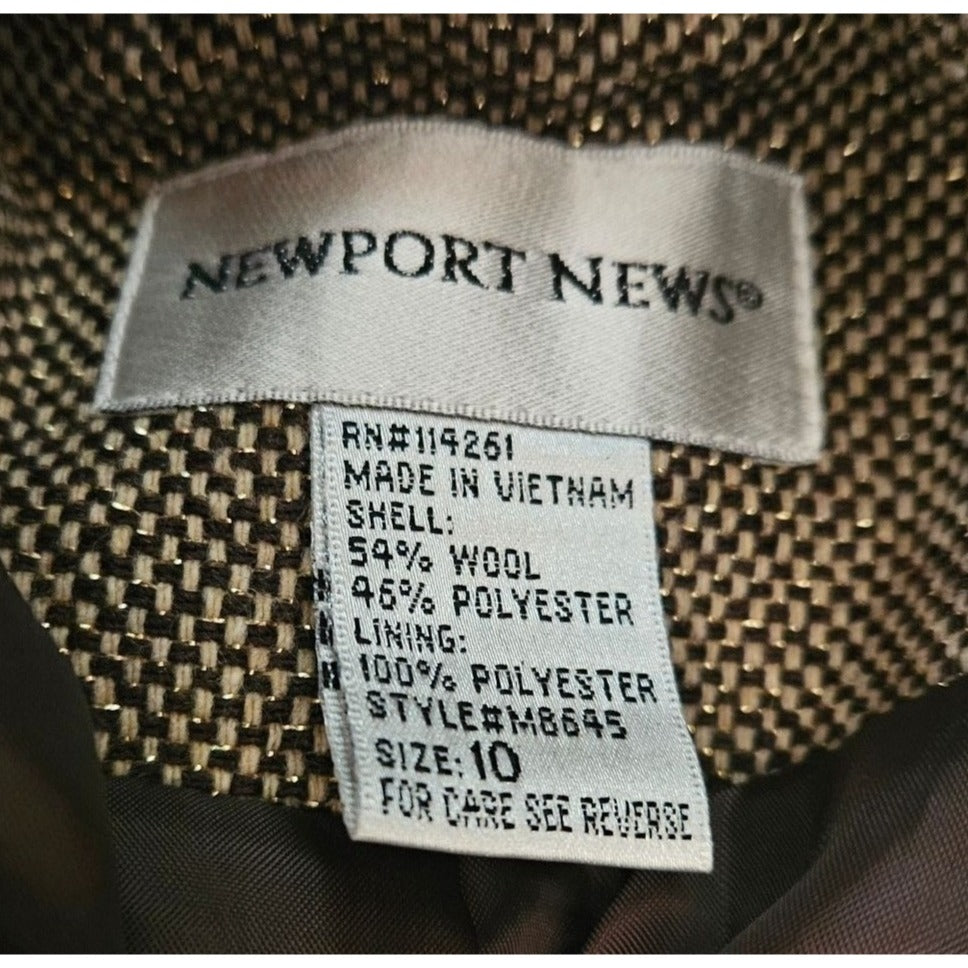 NEWPORT NEWS®
RN#114261
MADE IN VIETNAM
SHELL:
54% WOOL
46% POLYESTER
LINING:
100% POLYESTER
STYLE#M8645
SIZE: 10
FOR CARE SEE REVERSE